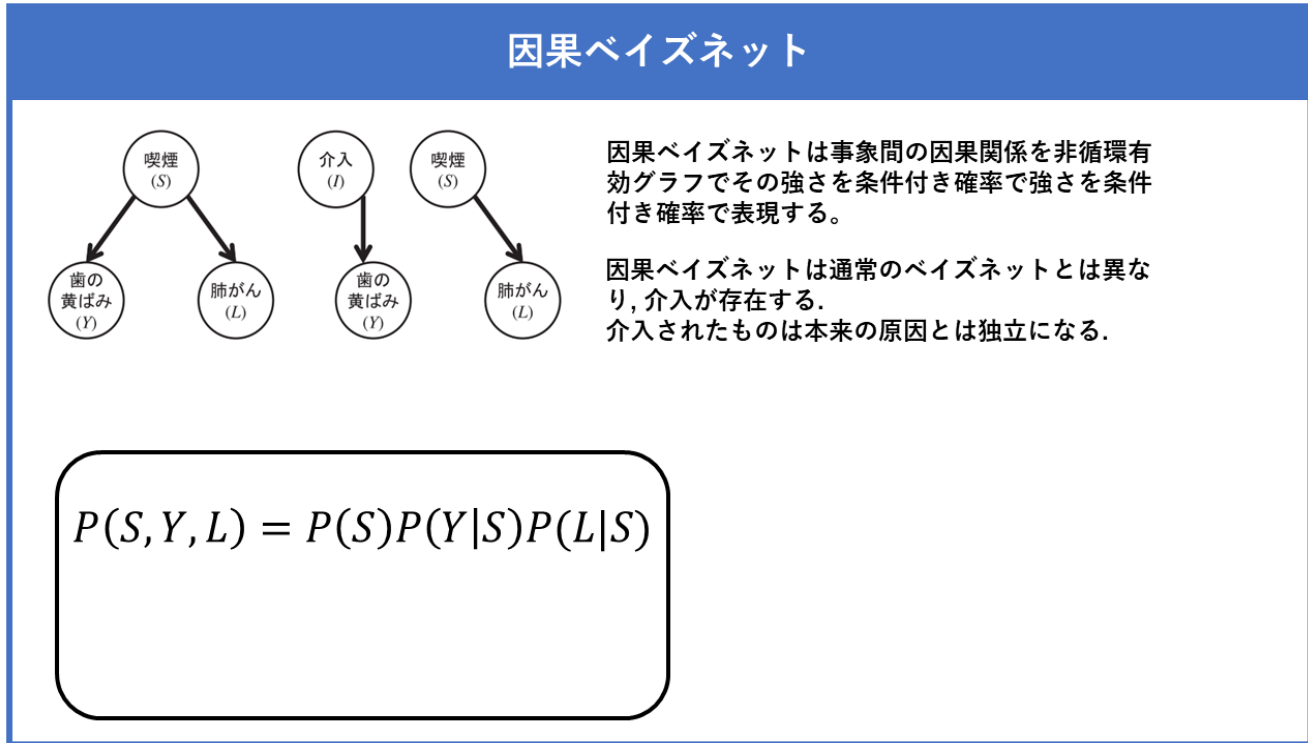 因果ベイズネット
喫煙
(S)
介入
(I)
喫煙
(S)
歯の
黄ばみ
(Y)
肺がん
(L)
歯の
黄ばみ
(Y)
肺がん
(L)
因果ベイズネットは事象間の因果関係を非循環有
効グラフでその強さを条件付き確率で強さを条件
付き確率で表現する。
因果ベイズネットは通常のベイズネットとは異な
り, 介入が存在する.
介入されたものは本来の原因とは独立になる.
P(S,Y,L) = P(S)P(Y|S)P(L|S)